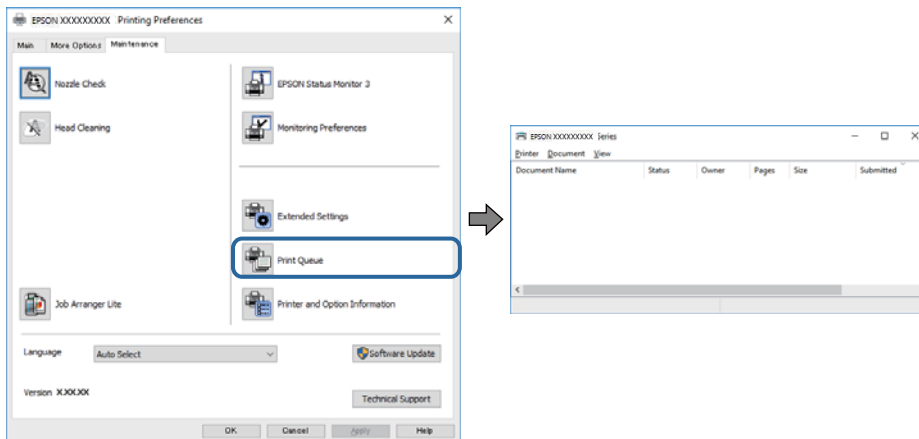 EPSON XXXXXXXXX Printing Preferences
Main More Options Maintenance
Nozzle Check
EPSON Status Monitor 3
Head Cleaning
Monitoring Preferences
Extended Settings
Print Queue
Job Arranger Lite
Printer and Option Information
Language Auto Select
Software Update
Version X.XX.XX
Technical Support
OK Cancel Apply Help
EPSON XXXXXXXXX Series
Printer Document View
Document Name Status Owner Pages Size Submitted